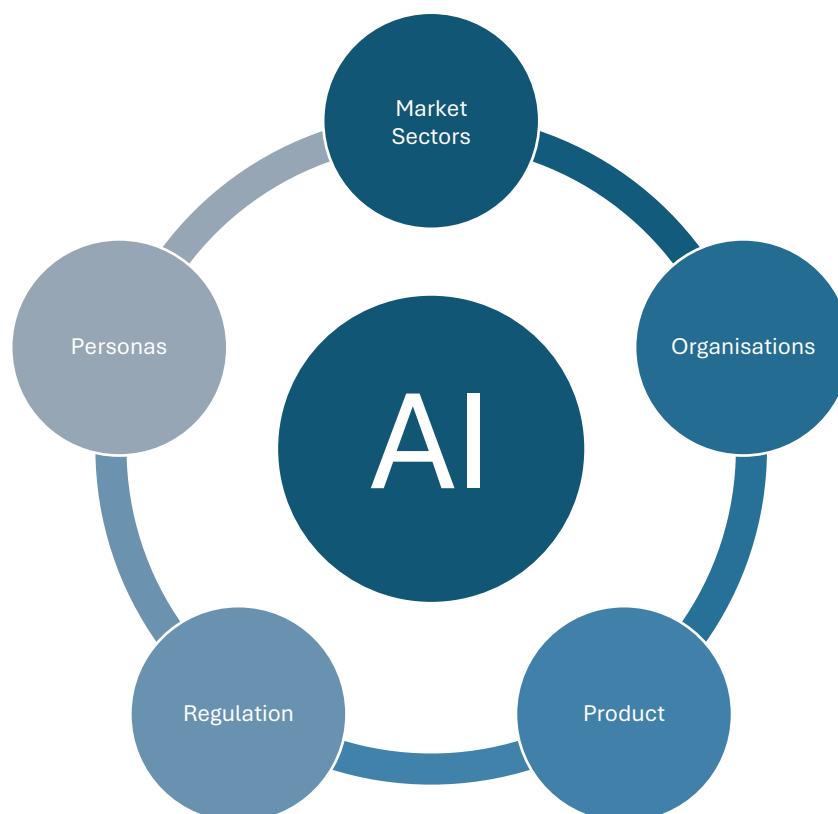 Market
Sectors
Personas
Organisations
AI
Regulation
Product